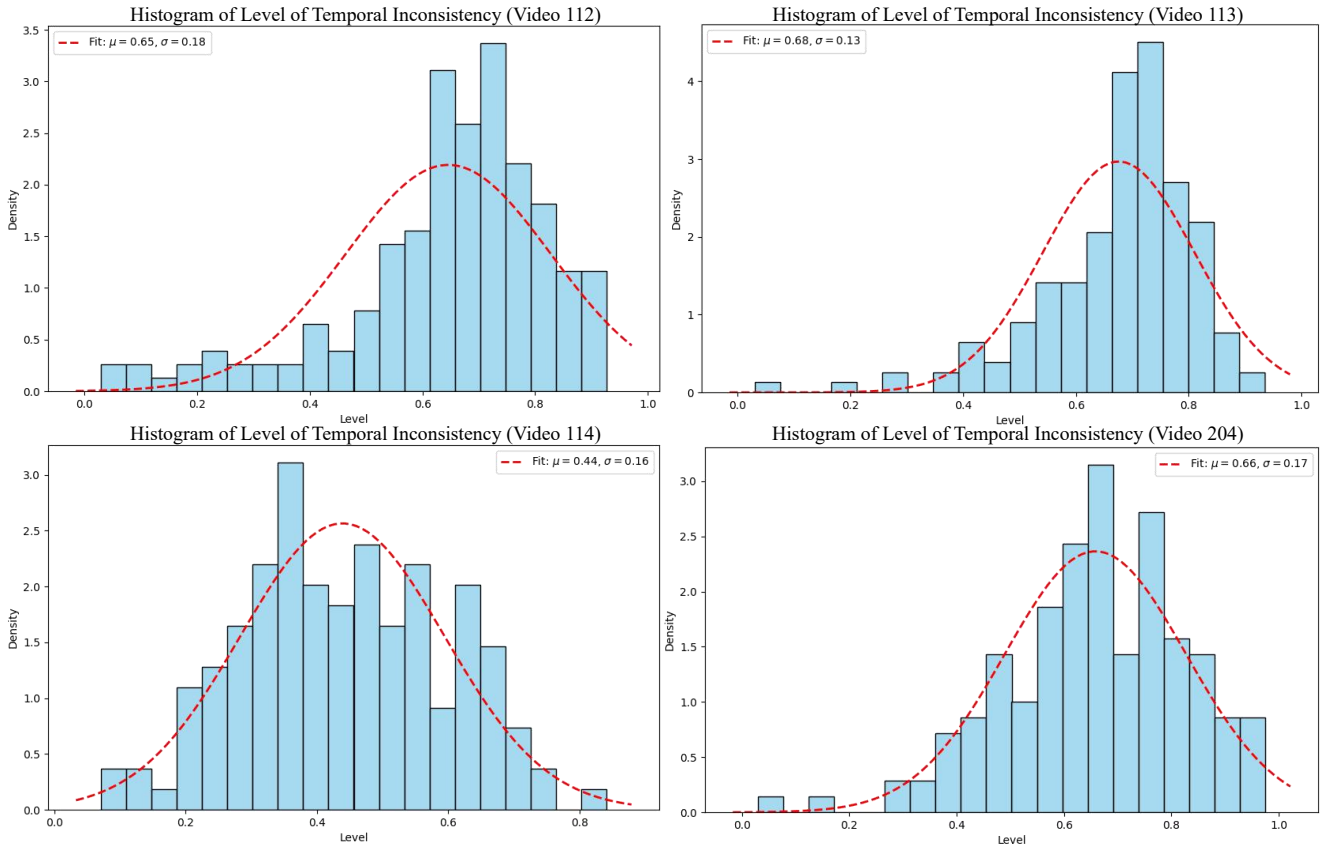 Histogram of Level of Temporal Inconsistency (Video 112)
Fit: μ = 0.65, σ = 0.18
3.5
3.0
2.5
2.0
1.5
1.0
0.5
0.0
Density
0.0 0.2 0.4 0.6 0.8 1.0
Level
Histogram of Level of Temporal Inconsistency (Video 113)
Fit: μ = 0.68, σ = 0.13
4
3
2
1
0
Density
0.0 0.2 0.4 0.6 0.8 1.0
Level
Histogram of Level of Temporal Inconsistency (Video 114)
Fit: μ = 0.44, σ = 0.16
3.0
2.5
2.0
1.5
1.0
0.5
0.0
Density
0.0 0.2 0.4 0.6 0.8
Level
Histogram of Level of Temporal Inconsistency (Video 204)
Fit: μ = 0.66, σ = 0.17
3.0
2.5
2.0
1.5
1.0
0.5
0.0
Density
0.0 0.2 0.4 0.6 0.8 1.0
Level